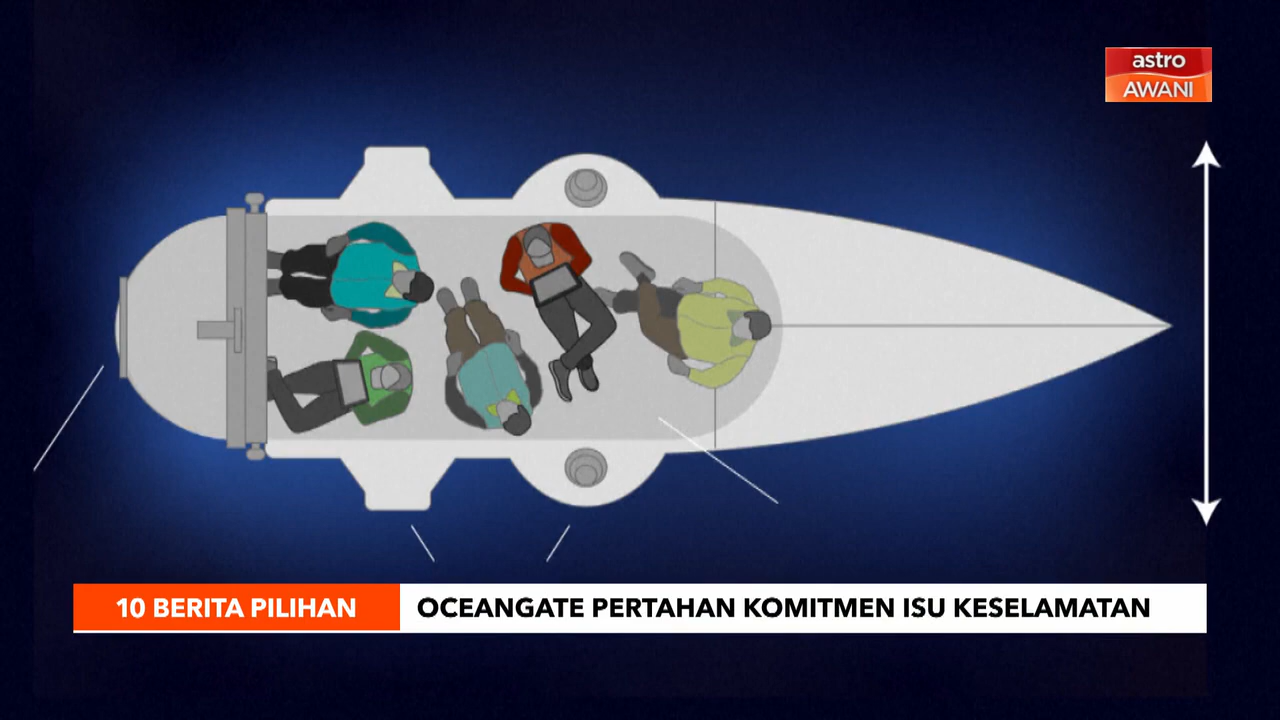 astro
AWANI
10 BERITA PILIHAN
OCEANGATE PERTAHAN KOMITMEN ISU KESELAMATAN